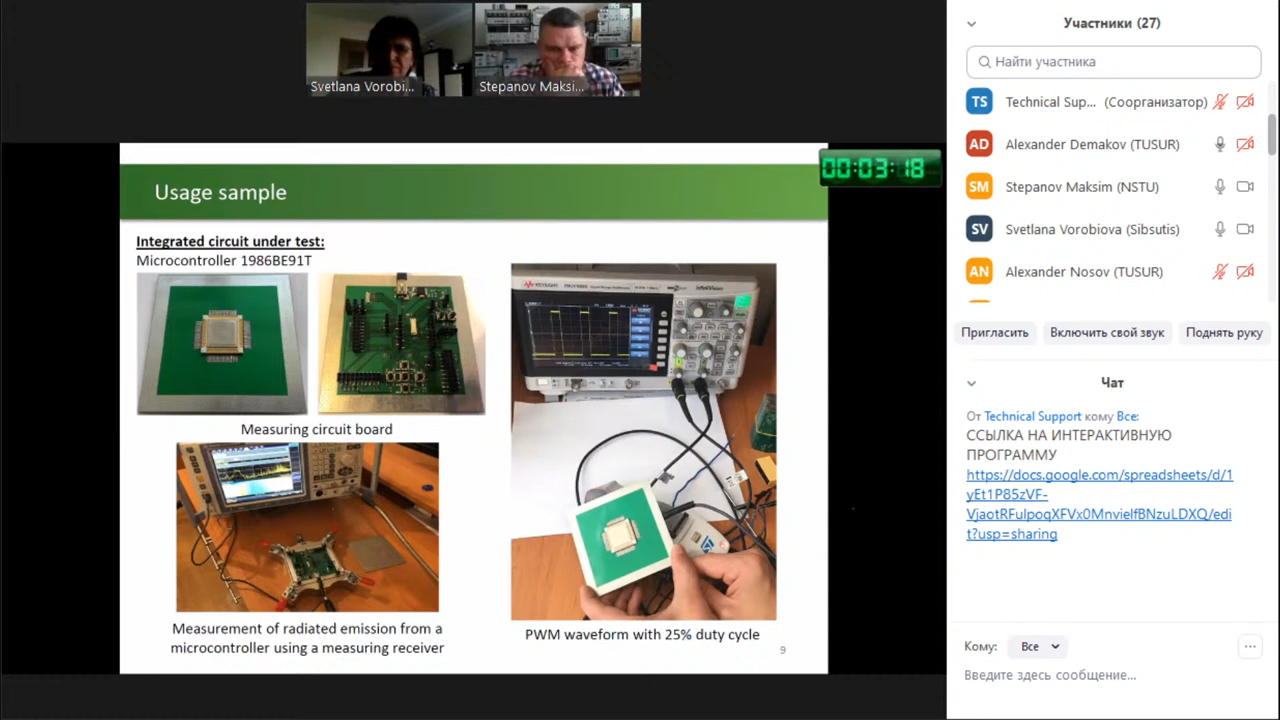 Svetlana Vorobi...
Stepanov Maksi...
00:03:18
Usage sample
Integrated circuit under test:
Microcontroller 1986BE91T
Measuring circuit board
Measurement of radiated emission from a
microcontroller using a measuring receiver
KEYSIGHT
PWM waveform with 25% duty cycle
9
Участники (27)
Найти участника
TS Technical Sup... (Соорганизатор)
AD Alexander Demakov (TUSUR)
SM Stepanov Maksim (NSTU)
SV Svetlana Vorobiova (Sibsutis)
AN Alexander Nosov (TUSUR)
Пригласить Включить свой звук Поднять руку
Чат
От Technical Support кому Все:
ССЫЛКА НА ИНТЕРАКТИВНУЮ
ПРОГРАММУ
https://docs.google.com/spreadsheets/d/1
yEt1P85zVF-
VjaotRFulpoqXFVx0MnvielfBNzuLDXQ/edi
t?usp=sharing
Кому: Все
Введите здесь сообщение...